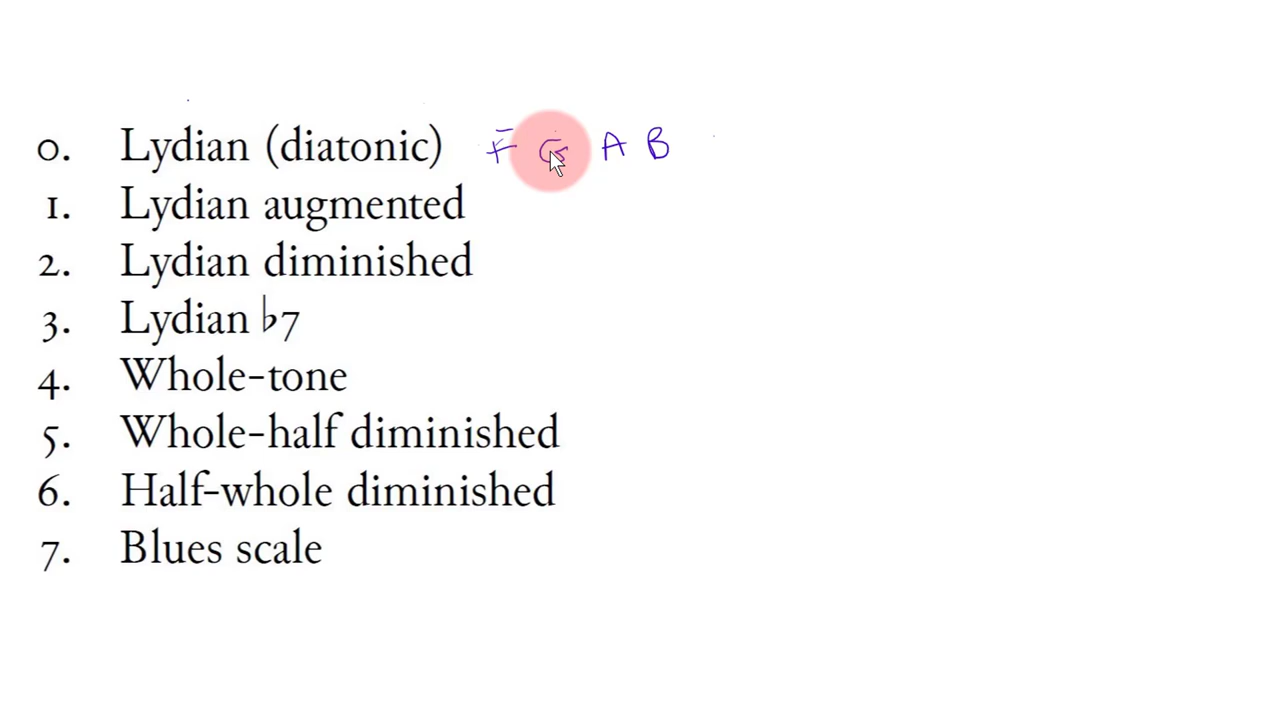 0. Lydian (diatonic) F G A B
1. Lydian augmented
2. Lydian diminished
3. Lydian ♭7
4. Whole-tone
5. Whole-half diminished
6. Half-whole diminished
7. Blues scale